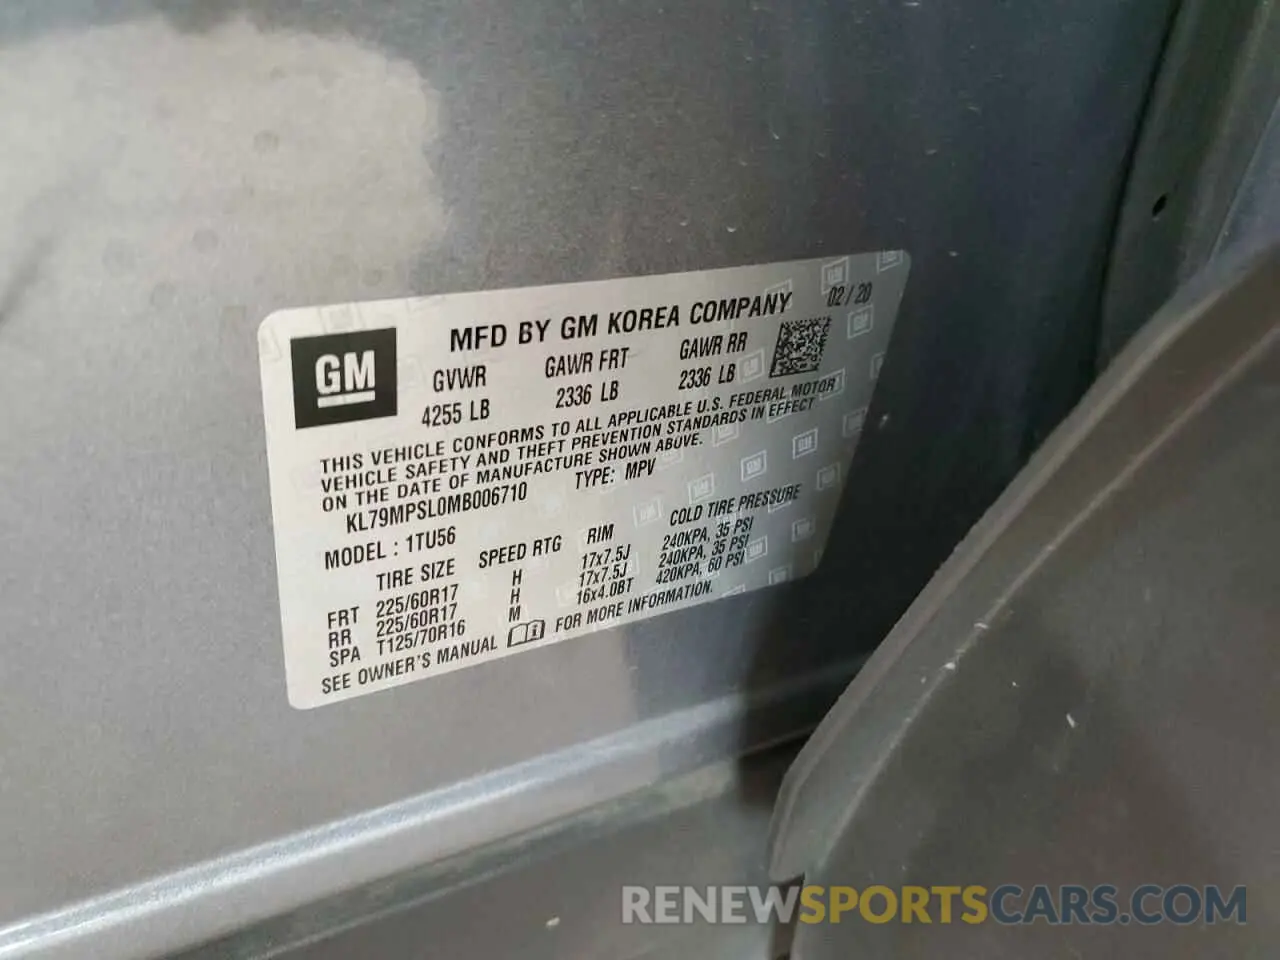 GM
MFD BY GM KOREA COMPANY 02 / 20
GVWR GAWR FRT GAWR RR
4255 LB 2336 LB 2336 LB
THIS VEHICLE CONFORMS TO ALL APPLICABLE U.S. FEDERAL MOTOR
VEHICLE SAFETY AND THEFT PREVENTION STANDARDS IN EFFECT
ON THE DATE OF MANUFACTURE SHOWN ABOVE.
KL79MPSL0MB006710 TYPE: MPV
MODEL : 1TU56
TIRE SIZE SPEED RTG RIM COLD TIRE PRESSURE
FRT 225/60R17 H 17x7.5J 240KPA, 35 PSI
RR 225/60R17 H 17x7.5J 240KPA, 35 PSI
SPA T125/70R16 M 16x4.0BT 420KPA, 60 PSI
SEE OWNER'S MANUAL FOR MORE INFORMATION.
RENEWSPORTSCARS.COM